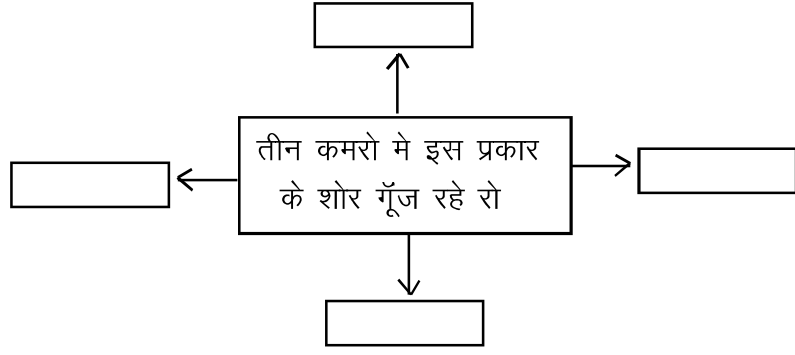 तीन कमरो मे इस प्रकार
के शोर गूॅंज रहे रो